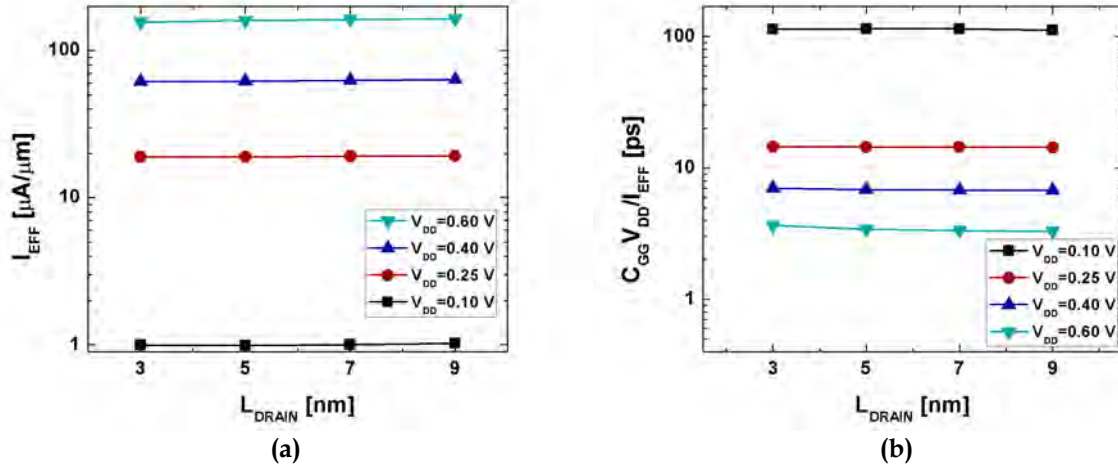 100
10
1
I_EFF [μA/μm]
V_DD=0.60 V
V_DD=0.40 V
V_DD=0.25 V
V_DD=0.10 V
3 5 7 9
L_DRAIN [nm]
(a)
100
10
1
C_GG V_DD/I_EFF [ps]
V_DD=0.10 V
V_DD=0.25 V
V_DD=0.40 V
V_DD=0.60 V
3 5 7 9
L_DRAIN [nm]
(b)